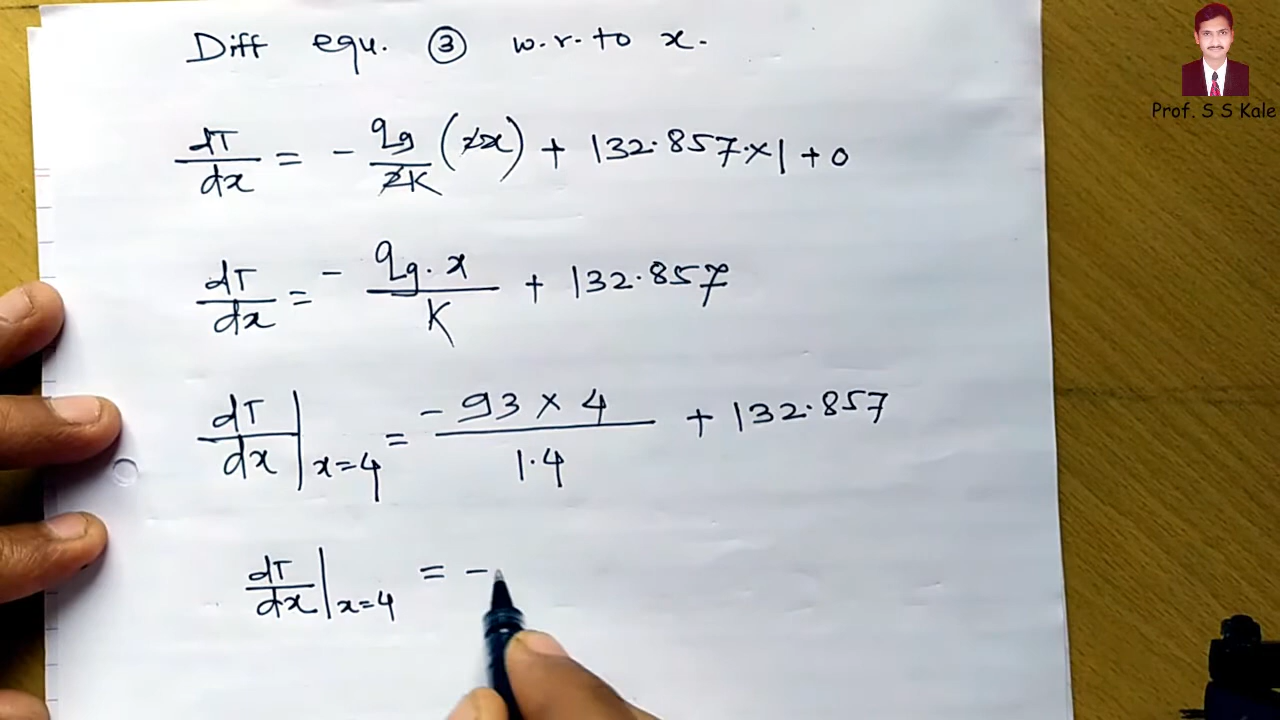 Diff equ. ③ w.r.to x.
Prof. S S Kale
dT/dx = - qg/2K (2x) + 132.857×1 + 0
dT/dx = - qg.x/K + 132.857
dT/dx|x=4 = - 93 × 4/1.4 + 132.857
dT/dx|x=4 = -